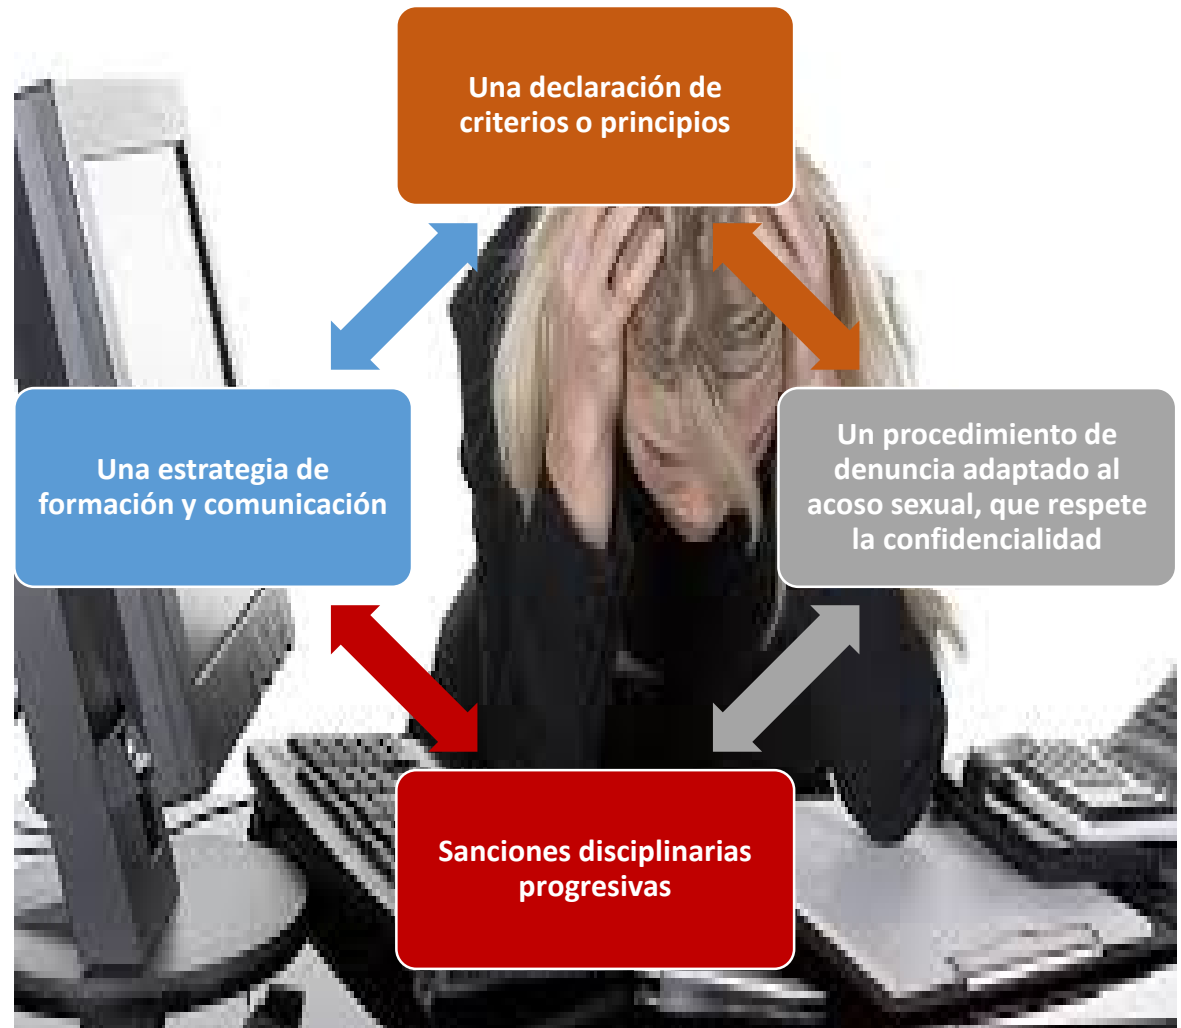 Una declaración de
criterios o principios
Una estrategia de
formación y comunicación
Un procedimiento de
denuncia adaptado al
acoso sexual, que respete
la confidencialidad
Sanciones disciplinarias
progresivas